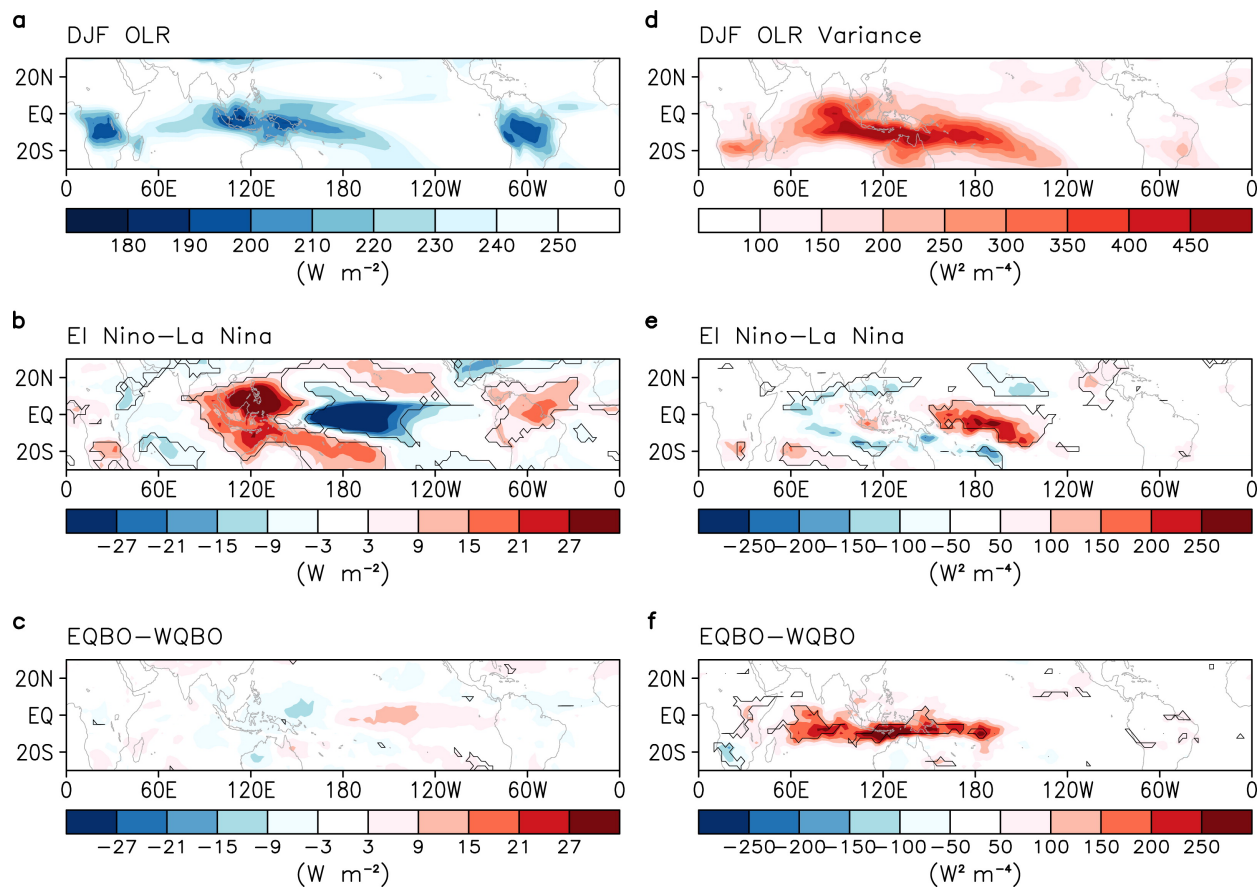 a
DJF OLR
20N
EQ
20S
0 60E 120E 180 120W 60W 0
180 190 200 210 220 230 240 250
(W m⁻²)
b
El Nino−La Nina
20N
EQ
20S
0 60E 120E 180 120W 60W 0
−27 −21 −15 −9 −3 3 9 15 21 27
(W m⁻²)
c
EQBO−WQBO
20N
EQ
20S
0 60E 120E 180 120W 60W 0
−27 −21 −15 −9 −3 3 9 15 21 27
(W m⁻²)
d
DJF OLR Variance
20N
EQ
20S
0 60E 120E 180 120W 60W 0
100 150 200 250 300 350 400 450
(W² m⁻⁴)
e
El Nino−La Nina
20N
EQ
20S
0 60E 120E 180 120W 60W 0
−250 −200 −150 −100 −50 50 100 150 200 250
(W² m⁻⁴)
f
EQBO−WQBO
20N
EQ
20S
0 60E 120E 180 120W 60W 0
−250 −200 −150 −100 −50 50 100 150 200 250
(W² m⁻⁴)